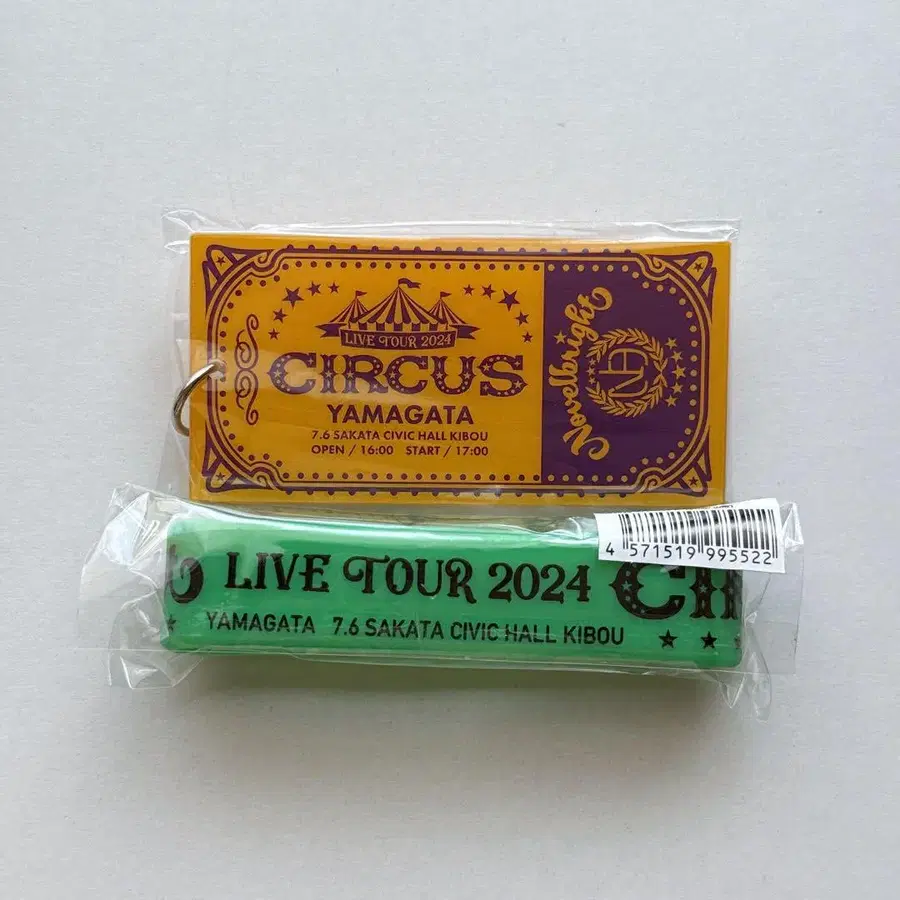 LIVE TOUR 2024
CIRCUS
YAMAGATA
7.6 SAKATA CIVIC HALL KIBOU
OPEN / 16:00 START / 17:00
Novelbright
LIVE TOUR 2024
YAMAGATA 7.6 SAKATA CIVIC HALL KIBOU
4 571519 995522